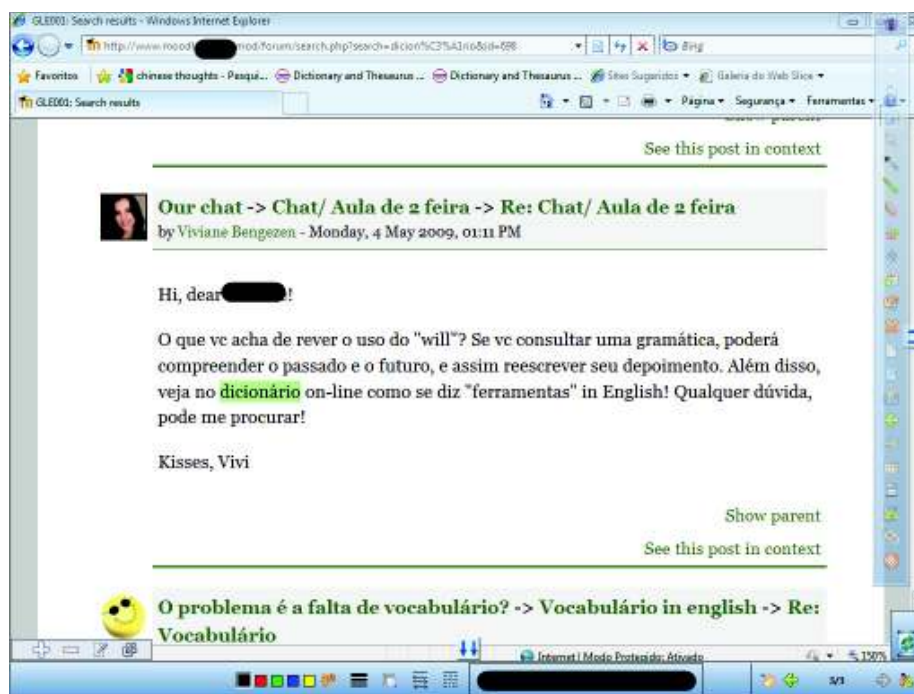 GLE001: Search results - Windows Internet Explorer
Bing
Favoritos chinese thoughts - Pesqui... Dictionary and Thesaurus ... Dictionary and Thesaurus ... Sites Sugeridos Galeria do Web Slice
GLE001: Search results Página Segurança Ferramentas
See this post in context
Our chat -> Chat/ Aula de 2 feira -> Re: Chat/ Aula de 2 feira
by Viviane Bengezen - Monday, 4 May 2009, 01:11 PM
Hi, dear !
O que vc acha de rever o uso do "will"? Se vc consultar uma gramática, poderá
compreender o passado e o futuro, e assim reescrever seu depoimento. Além disso,
veja no dicionário on-line como se diz "ferramentas" in English! Qualquer dúvida,
pode me procurar!
Kisses, Vivi
Show parent
See this post in context
O problema é a falta de vocabulário? -> Vocabulário in english -> Re:
Vocabulário
Internet | Modo Protegido: Ativado 150%
3/3